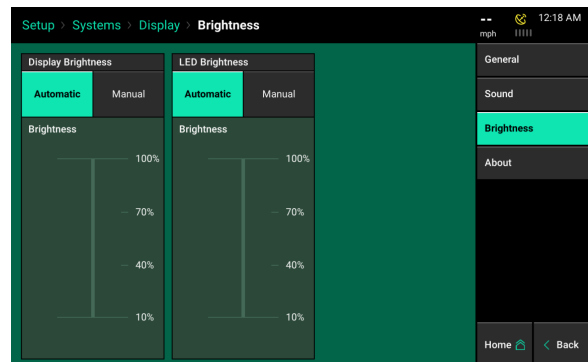 Setup > Systems > Display > Brightness
-- 12:18 AM
mph
Display Brightness
Automatic Manual
Brightness
100%
70%
40%
10%
LED Brightness
Automatic Manual
Brightness
100%
70%
40%
10%
General
Sound
Brightness
About
Home < Back